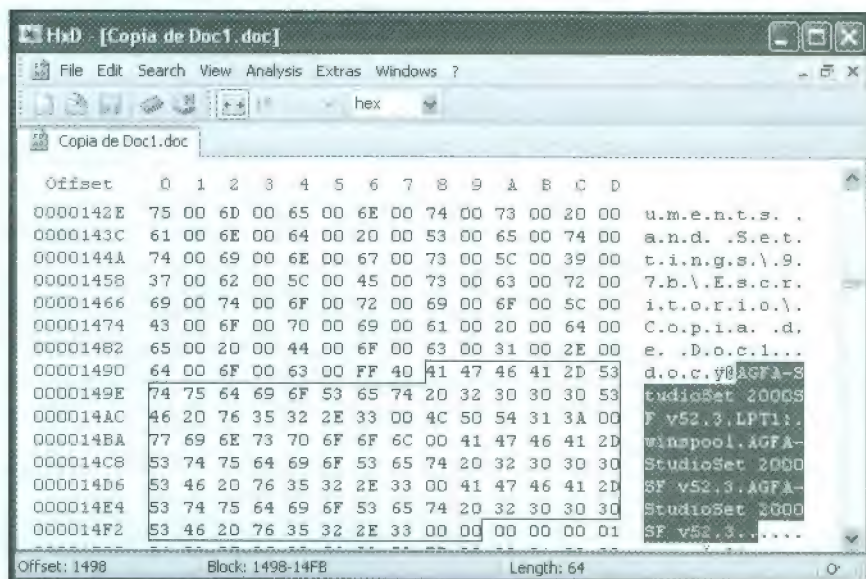 HxD - [Copia de Doc1.doc]
File Edit Search View Analysis Extras Windows ?
hex
Copia de Doc1.doc
Offset 0 1 2 3 4 5 6 7 8 9 A B C D
0000142E 75 00 6D 00 65 00 6E 00 74 00 73 00 20 00 u.m.e.n.t.s. .
0000143C 61 00 6E 00 64 00 20 00 53 00 65 00 74 00 a.n.d. .S.e.t.
0000144A 74 00 69 00 6E 00 67 00 73 00 5C 00 39 00 t.i.n.g.s.\.9.
00001458 37 00 62 00 5C 00 45 00 73 00 63 00 72 00 7.b.\.E.s.c.r.
00001466 69 00 74 00 6F 00 72 00 69 00 6F 00 5C 00 i.t.o.r.i.o.\.
00001474 43 00 6F 00 70 00 69 00 61 00 20 00 64 00 C.o.p.i.a. .d.
00001482 65 00 20 00 44 00 6F 00 63 00 31 00 2E 00 e. .D.o.c.1...
00001490 64 00 6F 00 63 00 FF 40 41 47 46 41 2D 53 d.o.c.ÿ@AGFA-S
0000149E 74 75 64 69 6F 53 65 74 20 32 30 30 30 53 tudioSet 2000S
000014AC 46 20 76 35 32 2E 33 00 4C 50 54 31 3A 00 F v52.3.LPT1:.
000014BA 77 69 6E 73 70 6F 6F 6C 00 41 47 46 41 2D winspool.AGFA-
000014C8 53 74 75 64 69 6F 53 65 74 20 32 30 30 30 StudioSet 2000
000014D6 53 46 20 76 35 32 2E 33 00 41 47 46 41 2D SF v52.3.AGFA-
000014E4 53 74 75 64 69 6F 53 65 74 20 32 30 30 30 StudioSet 2000
000014F2 53 46 20 76 35 32 2E 33 00 00 00 00 00 01 SF v52.3......
Offset: 1498 Block: 1498-14FB Length: 64